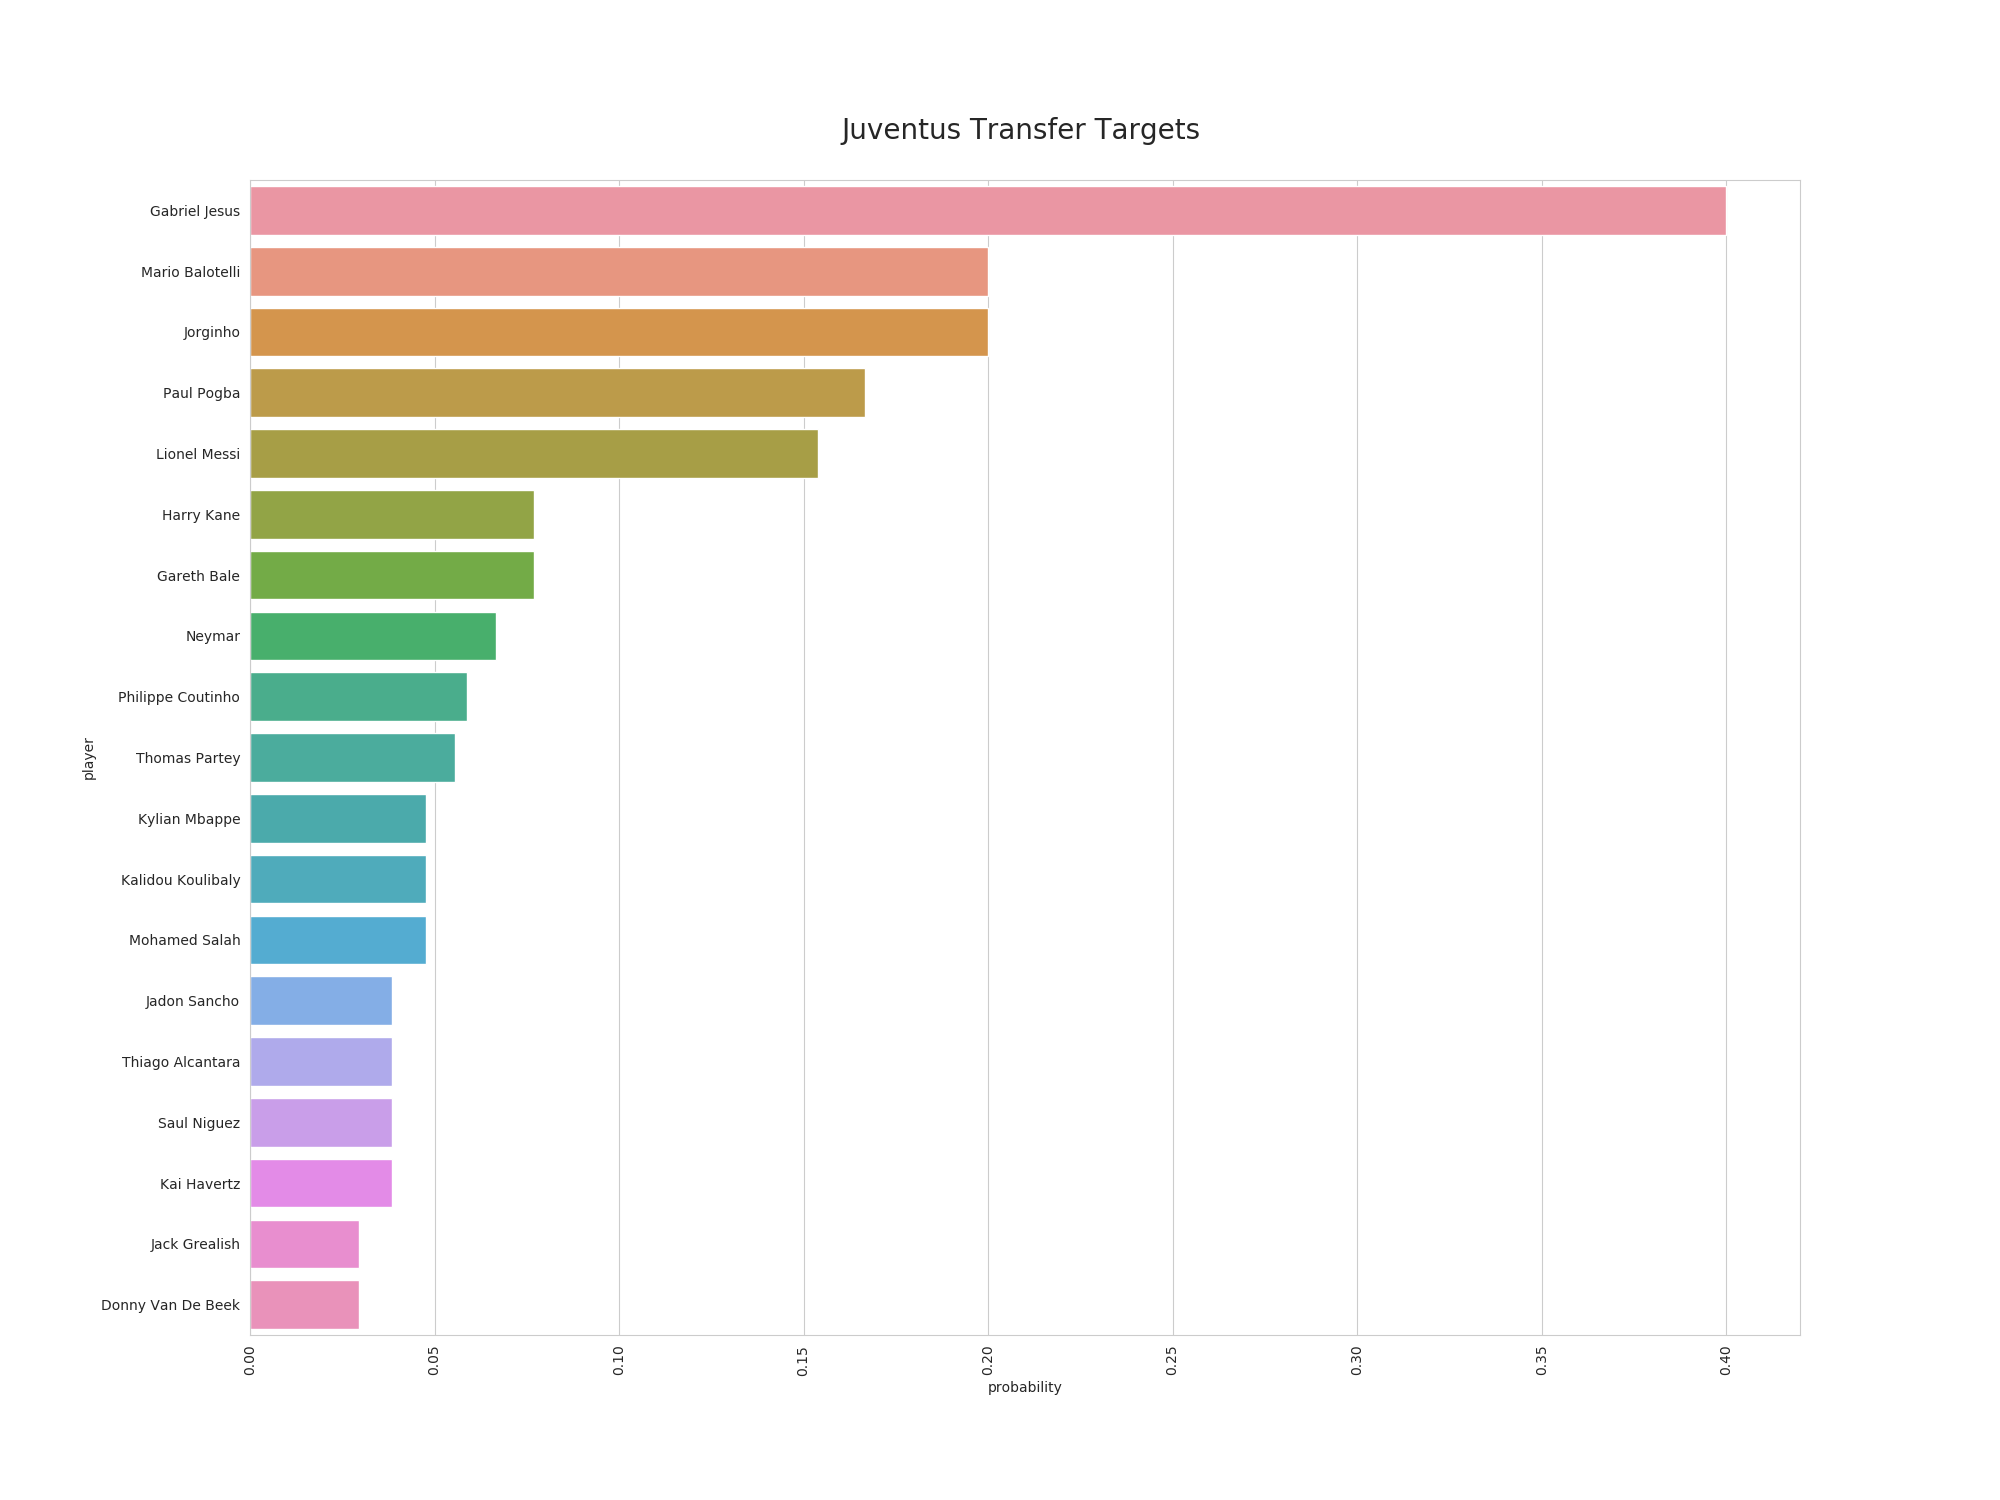 Juventus Transfer Targets
Gabriel Jesus
Mario Balotelli
Jorginho
Paul Pogba
Lionel Messi
Harry Kane
Gareth Bale
Neymar
Philippe Coutinho
Thomas Partey
Kylian Mbappe
Kalidou Koulibaly
Mohamed Salah
Jadon Sancho
Thiago Alcantara
Saul Niguez
Kai Havertz
Jack Grealish
Donny Van De Beek
player
0.00 0.05 0.10 0.15 0.20 0.25 0.30 0.35 0.40
probability